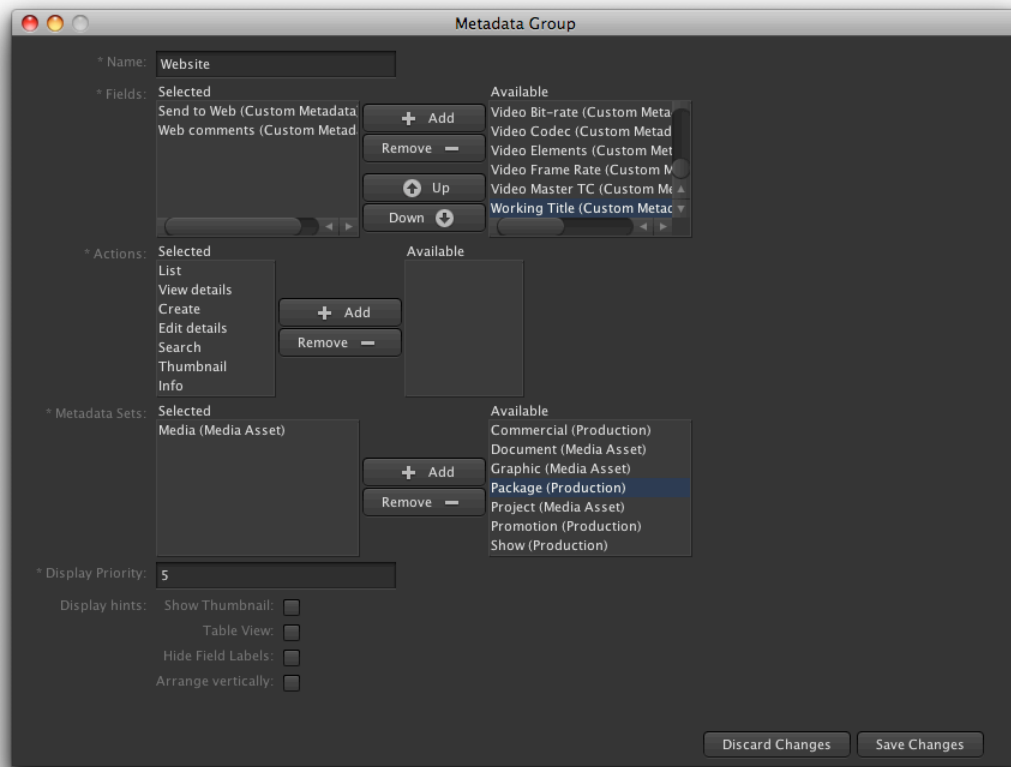 Metadata Group
* Name: Website
* Fields: Selected
Send to Web (Custom Metadata)
Web comments (Custom Metad
Add
Remove
Up
Down
Available
Video Bit-rate (Custom Meta
Video Codec (Custom Metad
Video Elements (Custom Met
Video Frame Rate (Custom M
Video Master TC (Custom Me
Working Title (Custom Metac
* Actions: Selected
List
View details
Create
Edit details
Search
Thumbnail
Info
Add
Remove
Available
* Metadata Sets: Selected
Media (Media Asset)
Add
Remove
Available
Commercial (Production)
Document (Media Asset)
Graphic (Media Asset)
Package (Production)
Project (Media Asset)
Promotion (Production)
Show (Production)
* Display Priority: 5
Display hints: Show Thumbnail:
Table View:
Hide Field Labels:
Arrange vertically:
Discard Changes
Save Changes